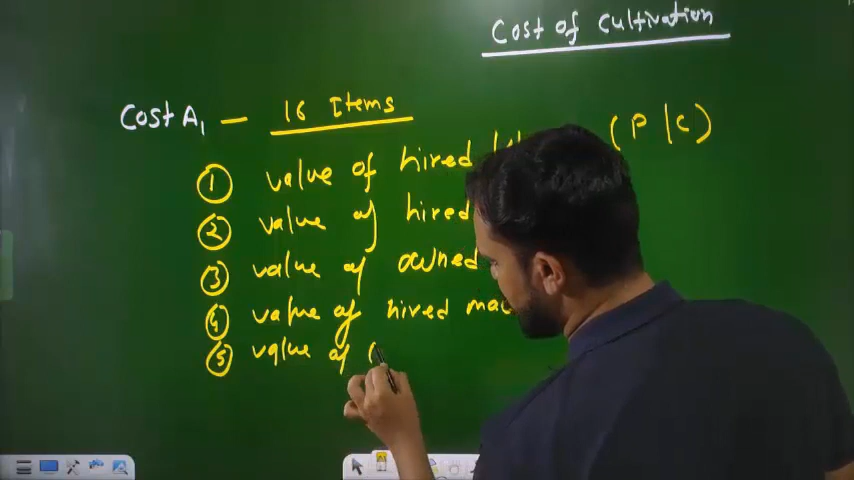 Cost of Cultivation
Cost A₁ — 16 Items
(P/C)
① value of hired
② value of hired
③ value of owned
④ value of hired mac
⑤ value of